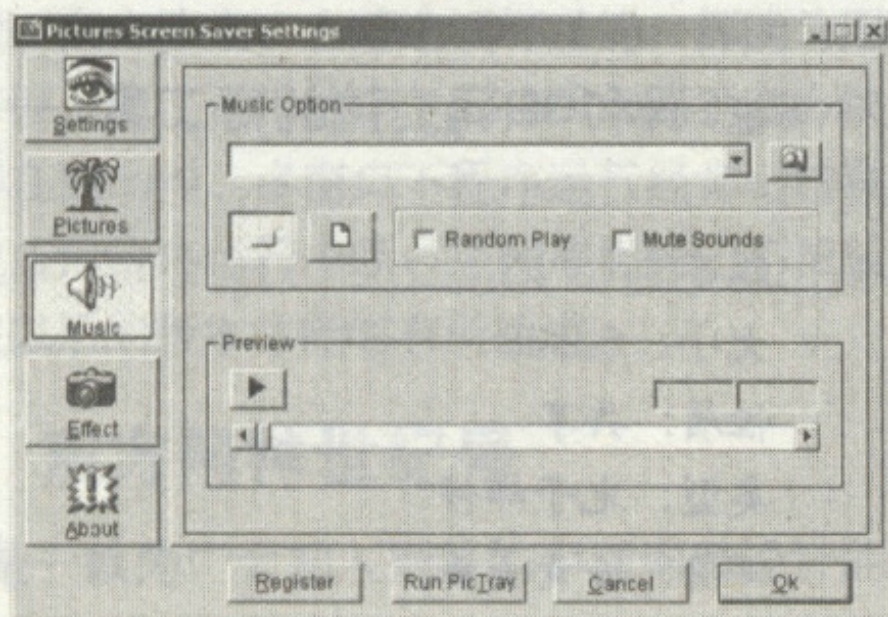 Pictures Screen Saver Settings
Settings
Pictures
Music
Effect
About
Music Option
Random Play
Mute Sounds
Preview
Register
Run PicTray
Cancel
Ok